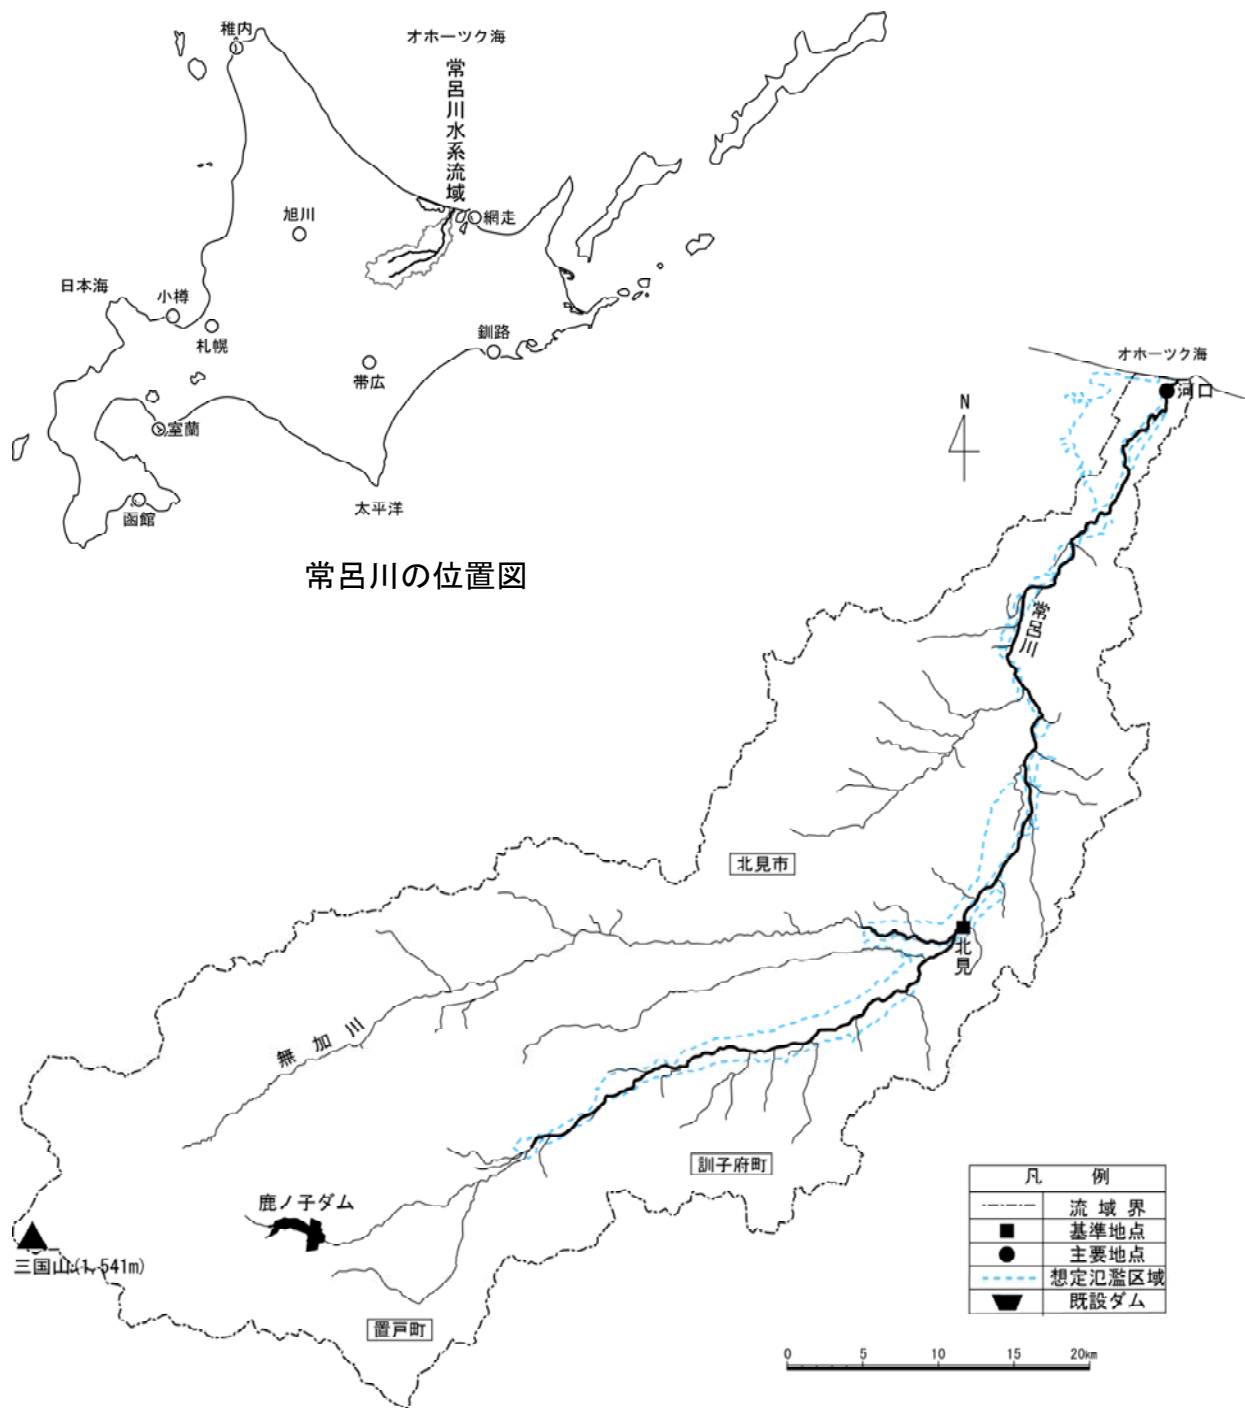 稚内
オホーツク海
常呂川水系流域
網走
旭川
日本海
小樽
札幌
釧路
帯広
室蘭
函館
太平洋
常呂川の位置図
オホーツク海
河口
N
常呂川
北見市
北見
無加川
訓子府町
鹿ノ子ダム
三国山(1,541m)
置戸町
凡 例
流域界
基準地点
主要地点
想定氾濫区域
既設ダム
0 5 10 15 20km